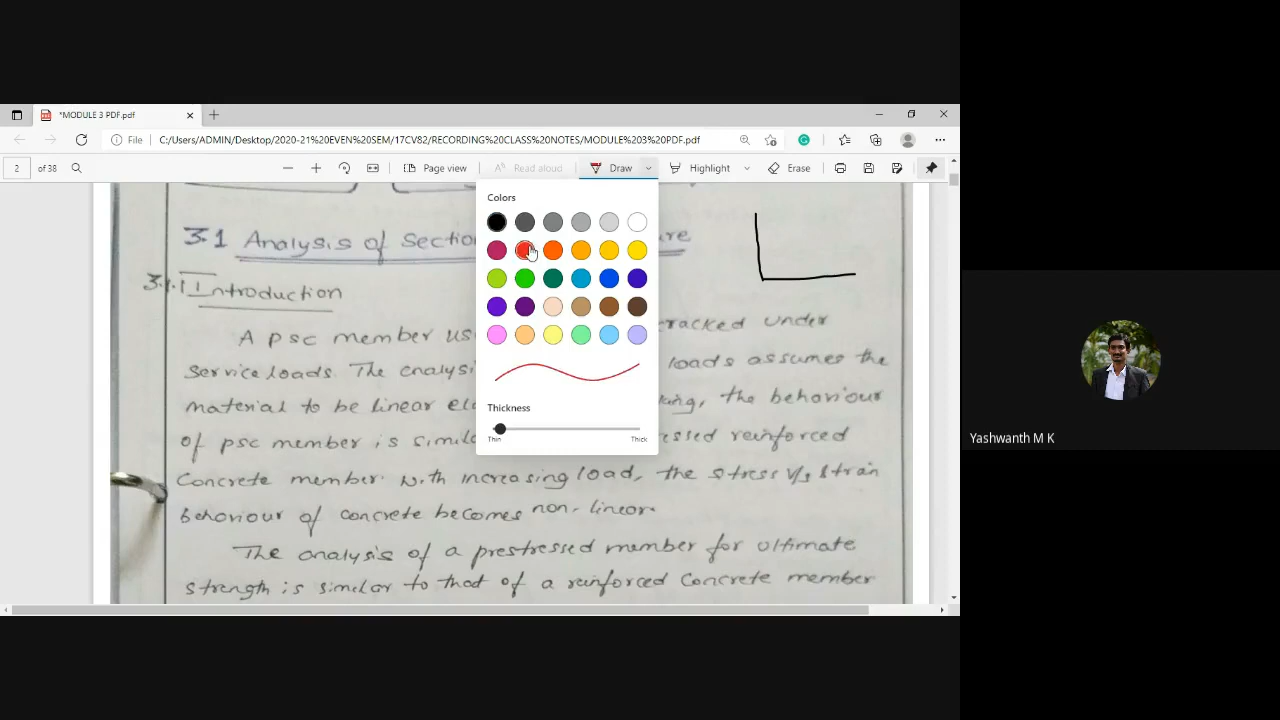 *MODULE 3 PDF.pdf
File C:/Users/ADMIN/Desktop/2020-21%20EVEN%20SEM/17CV82/RECORDING%20CLASS%20NOTES/MODULE%203%20PDF.pdf
2 of 38 Page view Read aloud Draw Highlight Erase
Colors
3.1 Analysis of Sectio
3.1.1 Introduction
A psc member us cracked under
Service loads. The analysi loads assumes the
material to be linear ela king, the behaviour
Thickness
of psc member is simila essed reinforced
Thin Thick
Concrete member. With increasing load, the stress v/s strain
behaviour of concrete becomes non-linear.
The analysis of a prestressed member for ultimate
strength is similar to that of a reinforced Concrete member
Yashwanth M K